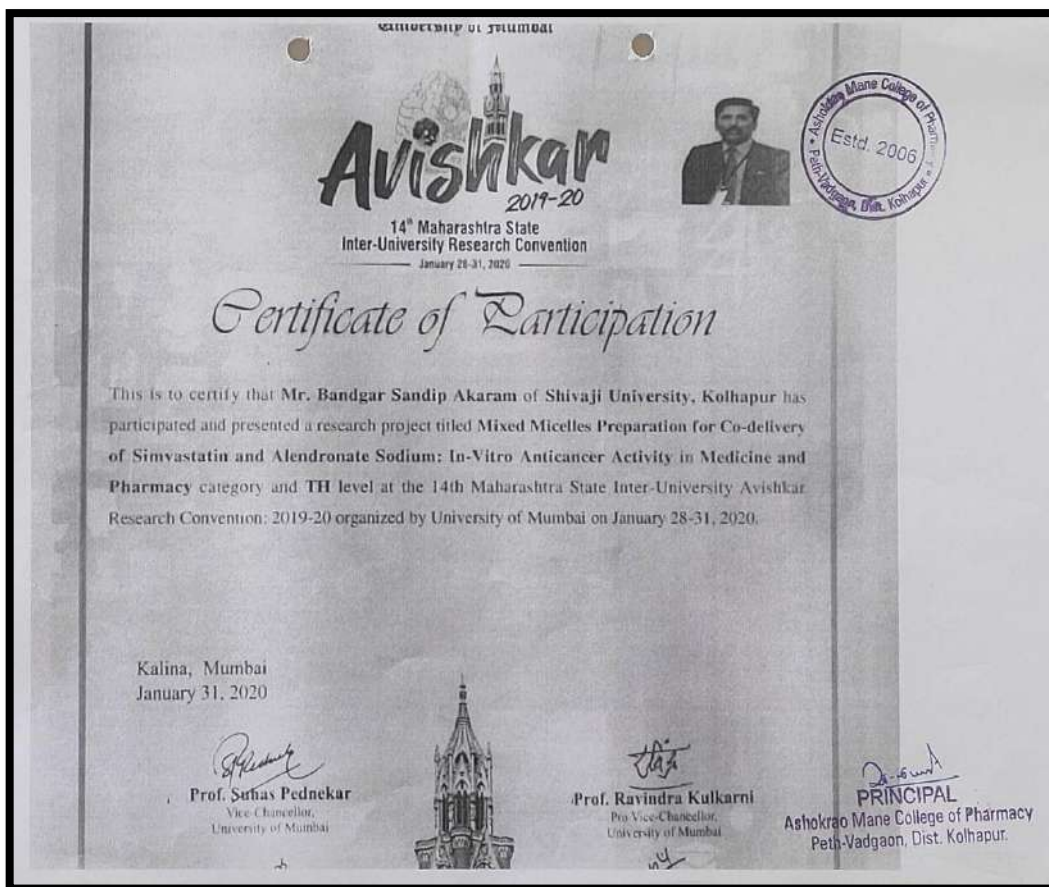 University of Mumbai
Avishkar
2019-20
14th Maharashtra State
Inter-University Research Convention
January 28-31, 2020
Certificate of Participation
This is to certify that Mr. Bandgar Sandip Akaram of Shivaji University, Kolhapur has
participated and presented a research project titled Mixed Micelles Preparation for Co-delivery
of Simvastatin and Alendronate Sodium: In-Vitro Anticancer Activity in Medicine and
Pharmacy category and TH level at the 14th Maharashtra State Inter-University Avishkar
Research Convention: 2019-20 organized by University of Mumbai on January 28-31, 2020.
Kalina, Mumbai
January 31, 2020
Prof. Suhas Pednekar
Vice-Chancellor,
University of Mumbai
Prof. Ravindra Kulkarni
Pro Vice-Chancellor,
University of Mumbai
Ashokrao Mane College of Pharmacy
Peth-Vadgaon, Dist. Kolhapur
Estd. 2006
PRINCIPAL
Ashokrao Mane College of Pharmacy
Peth-Vadgaon, Dist. Kolhapur.